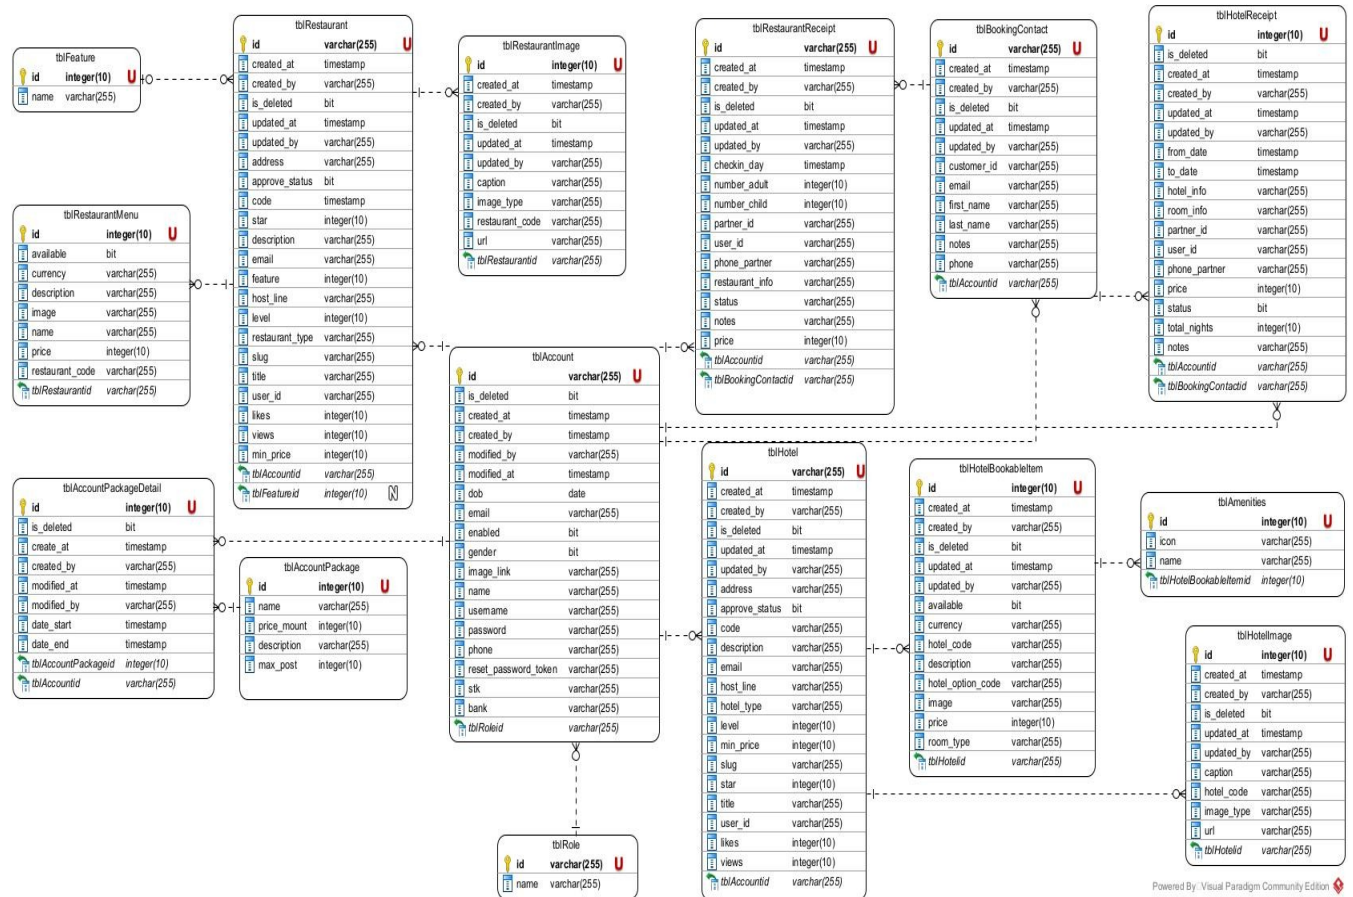 tblFeature
id integer(10) U
name varchar(255)
tblRestaurant
id varchar(255) U
created_at timestamp
created_by varchar(255)
is_deleted bit
updated_at timestamp
updated_by varchar(255)
address varchar(255)
approve_status bit
code timestamp
star integer(10)
description varchar(255)
email varchar(255)
feature integer(10)
host_line varchar(255)
level integer(10)
restaurant_type varchar(255)
slug varchar(255)
title varchar(255)
user_id varchar(255)
likes integer(10)
views integer(10)
min_price integer(10)
tblAccountid varchar(255)
tblFeatureid integer(10) N
tblRestaurantImage
id integer(10) U
created_at timestamp
created_by varchar(255)
is_deleted bit
updated_at timestamp
updated_by varchar(255)
caption varchar(255)
image_type varchar(255)
restaurant_code varchar(255)
url varchar(255)
tblRestaurantid varchar(255)
tblRestaurantReceipt
id varchar(255) U
created_at timestamp
created_by varchar(255)
is_deleted bit
updated_at timestamp
updated_by varchar(255)
checkin_day timestamp
number_adult integer(10)
number_child integer(10)
partner_id varchar(255)
user_id varchar(255)
phone_partner varchar(255)
restaurant_info varchar(255)
status varchar(255)
notes varchar(255)
price integer(10)
tblAccountid varchar(255)
tblBookingContactid varchar(255)
tblBookingContact
id varchar(255) U
created_at timestamp
created_by varchar(255)
is_deleted bit
updated_at timestamp
updated_by varchar(255)
customer_id varchar(255)
email varchar(255)
first_name varchar(255)
last_name varchar(255)
notes varchar(255)
phone varchar(255)
tblAccountid varchar(255)
tblHotelReceipt
id integer(10) U
is_deleted bit
created_at timestamp
created_by varchar(255)
updated_at timestamp
updated_by varchar(255)
from_date timestamp
to_date timestamp
hotel_info varchar(255)
room_info varchar(255)
partner_id varchar(255)
user_id varchar(255)
phone_partner varchar(255)
price integer(10)
status bit
total_nights integer(10)
notes varchar(255)
tblAccountid varchar(255)
tblBookingContactid varchar(255)
tblRestaurantMenu
id integer(10) U
available bit
currency varchar(255)
description varchar(255)
image varchar(255)
name varchar(255)
price integer(10)
restaurant_code varchar(255)
tblRestaurantid varchar(255)
tblAccount
id varchar(255) U
is_deleted bit
created_at timestamp
created_by timestamp
modified_by varchar(255)
modified_at timestamp
dob date
email varchar(255)
enabled bit
gender bit
image_link varchar(255)
name varchar(255)
username varchar(255)
password varchar(255)
phone varchar(255)
reset_password_token varchar(255)
stk varchar(255)
bank varchar(255)
tblRoleid varchar(255)
tblAccountPackageDetail
id integer(10) U
is_deleted bit
create_at timestamp
created_by varchar(255)
modified_at timestamp
modified_by varchar(255)
date_start timestamp
date_end timestamp
tblAccountPackageid integer(10)
tblAccountid varchar(255)
tblAccountPackage
id integer(10) U
name varchar(255)
price_mount integer(10)
description varchar(255)
max_post integer(10)
tblHotel
id varchar(255) U
created_at timestamp
created_by varchar(255)
is_deleted bit
updated_at timestamp
updated_by varchar(255)
address varchar(255)
approve_status bit
code varchar(255)
description varchar(255)
email varchar(255)
host_line varchar(255)
hotel_type varchar(255)
level integer(10)
min_price integer(10)
slug varchar(255)
star integer(10)
title varchar(255)
user_id varchar(255)
likes integer(10)
views integer(10)
tblAccountid varchar(255)
tblHotelBookableItem
id integer(10) U
created_at timestamp
created_by varchar(255)
is_deleted bit
updated_at timestamp
updated_by varchar(255)
available bit
currency varchar(255)
hotel_code varchar(255)
description varchar(255)
hotel_option_code varchar(255)
image varchar(255)
price integer(10)
room_type varchar(255)
tblHotelid varchar(255)
tblAmenities
id integer(10) U
icon varchar(255)
name varchar(255)
tblHotelBookableItemid integer(10)
tblHotelImage
id integer(10) U
created_at timestamp
created_by varchar(255)
is_deleted bit
updated_at timestamp
updated_by varchar(255)
caption varchar(255)
hotel_code varchar(255)
image_type varchar(255)
url varchar(255)
tblHotelid varchar(255)
tblRole
id varchar(255) U
name varchar(255)
Powered By: Visual Paradigm Community Edition